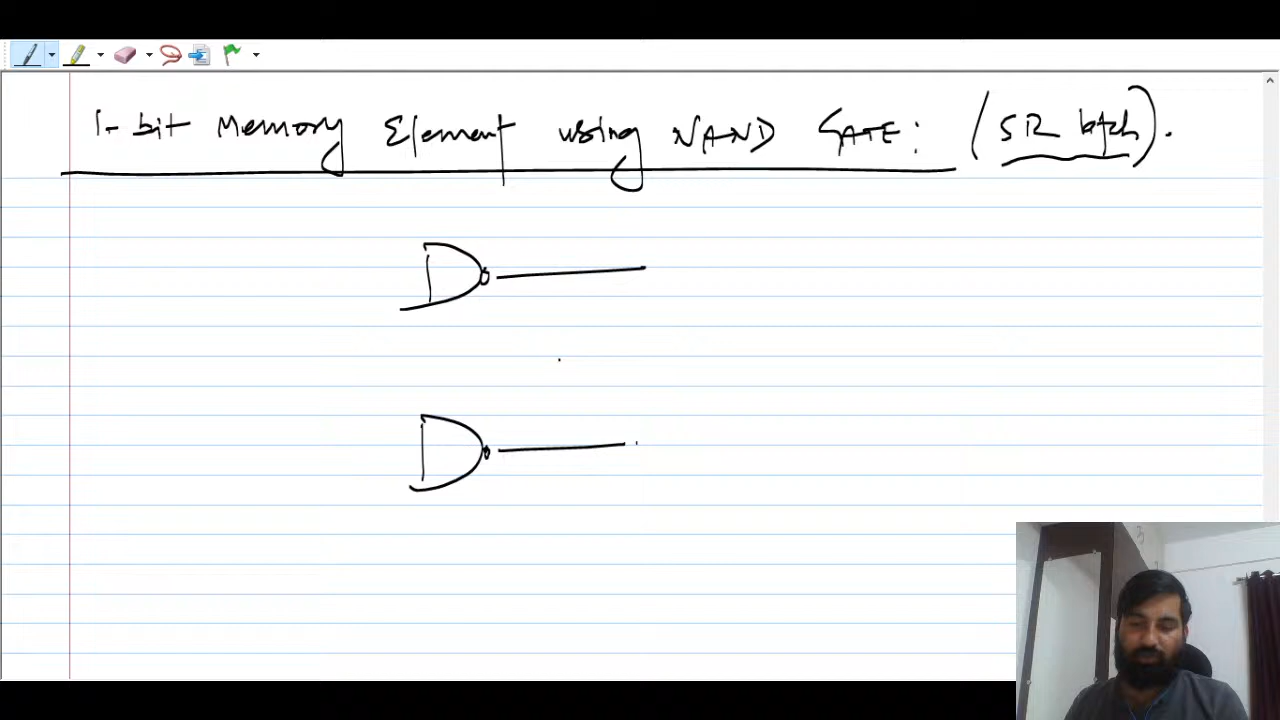 1-bit Memory Element using NAND GATE: (SR latch).